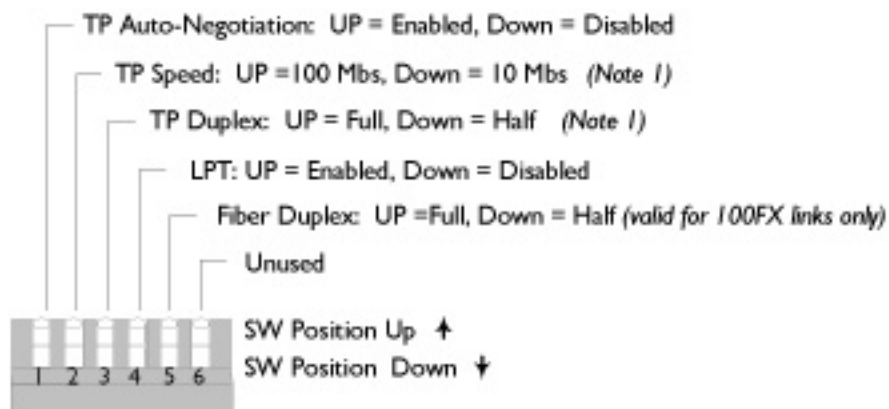 TP Auto-Negotiation: UP = Enabled, Down = Disabled
TP Speed: UP =100 Mbs, Down = 10 Mbs (Note 1)
TP Duplex: UP = Full, Down = Half (Note 1)
LPT: UP = Enabled, Down = Disabled
Fiber Duplex: UP =Full, Down = Half (valid for 100FX links only)
Unused
SW Position Up ↑
SW Position Down ↓
1 2 3 4 5 6